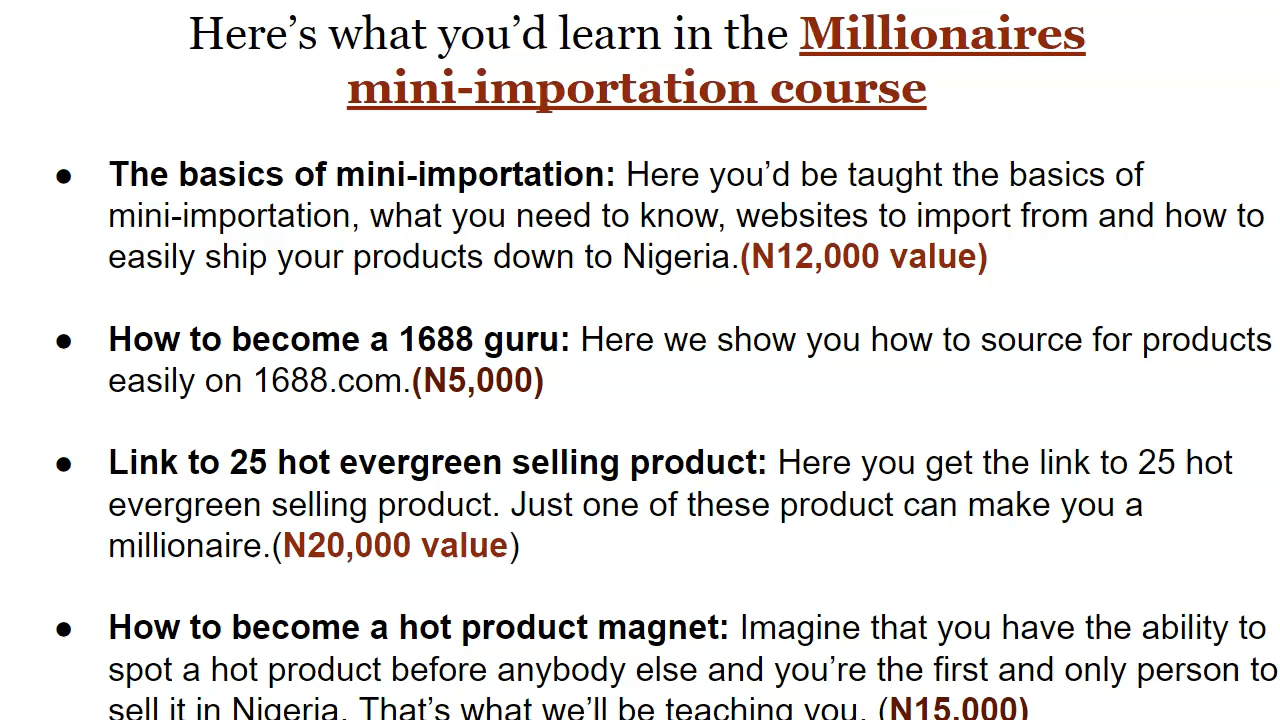 Here’s what you’d learn in the Millionaires
mini-importation course
● The basics of mini-importation: Here you’d be taught the basics of
mini-importation, what you need to know, websites to import from and how to
easily ship your products down to Nigeria.(N12,000 value)
● How to become a 1688 guru: Here we show you how to source for products
easily on 1688.com.(N5,000)
● Link to 25 hot evergreen selling product: Here you get the link to 25 hot
evergreen selling product. Just one of these product can make you a
millionaire.(N20,000 value)
● How to become a hot product magnet: Imagine that you have the ability to
spot a hot product before anybody else and you’re the first and only person to
sell it in Nigeria. That’s what we’ll be teaching you. (N15,000)